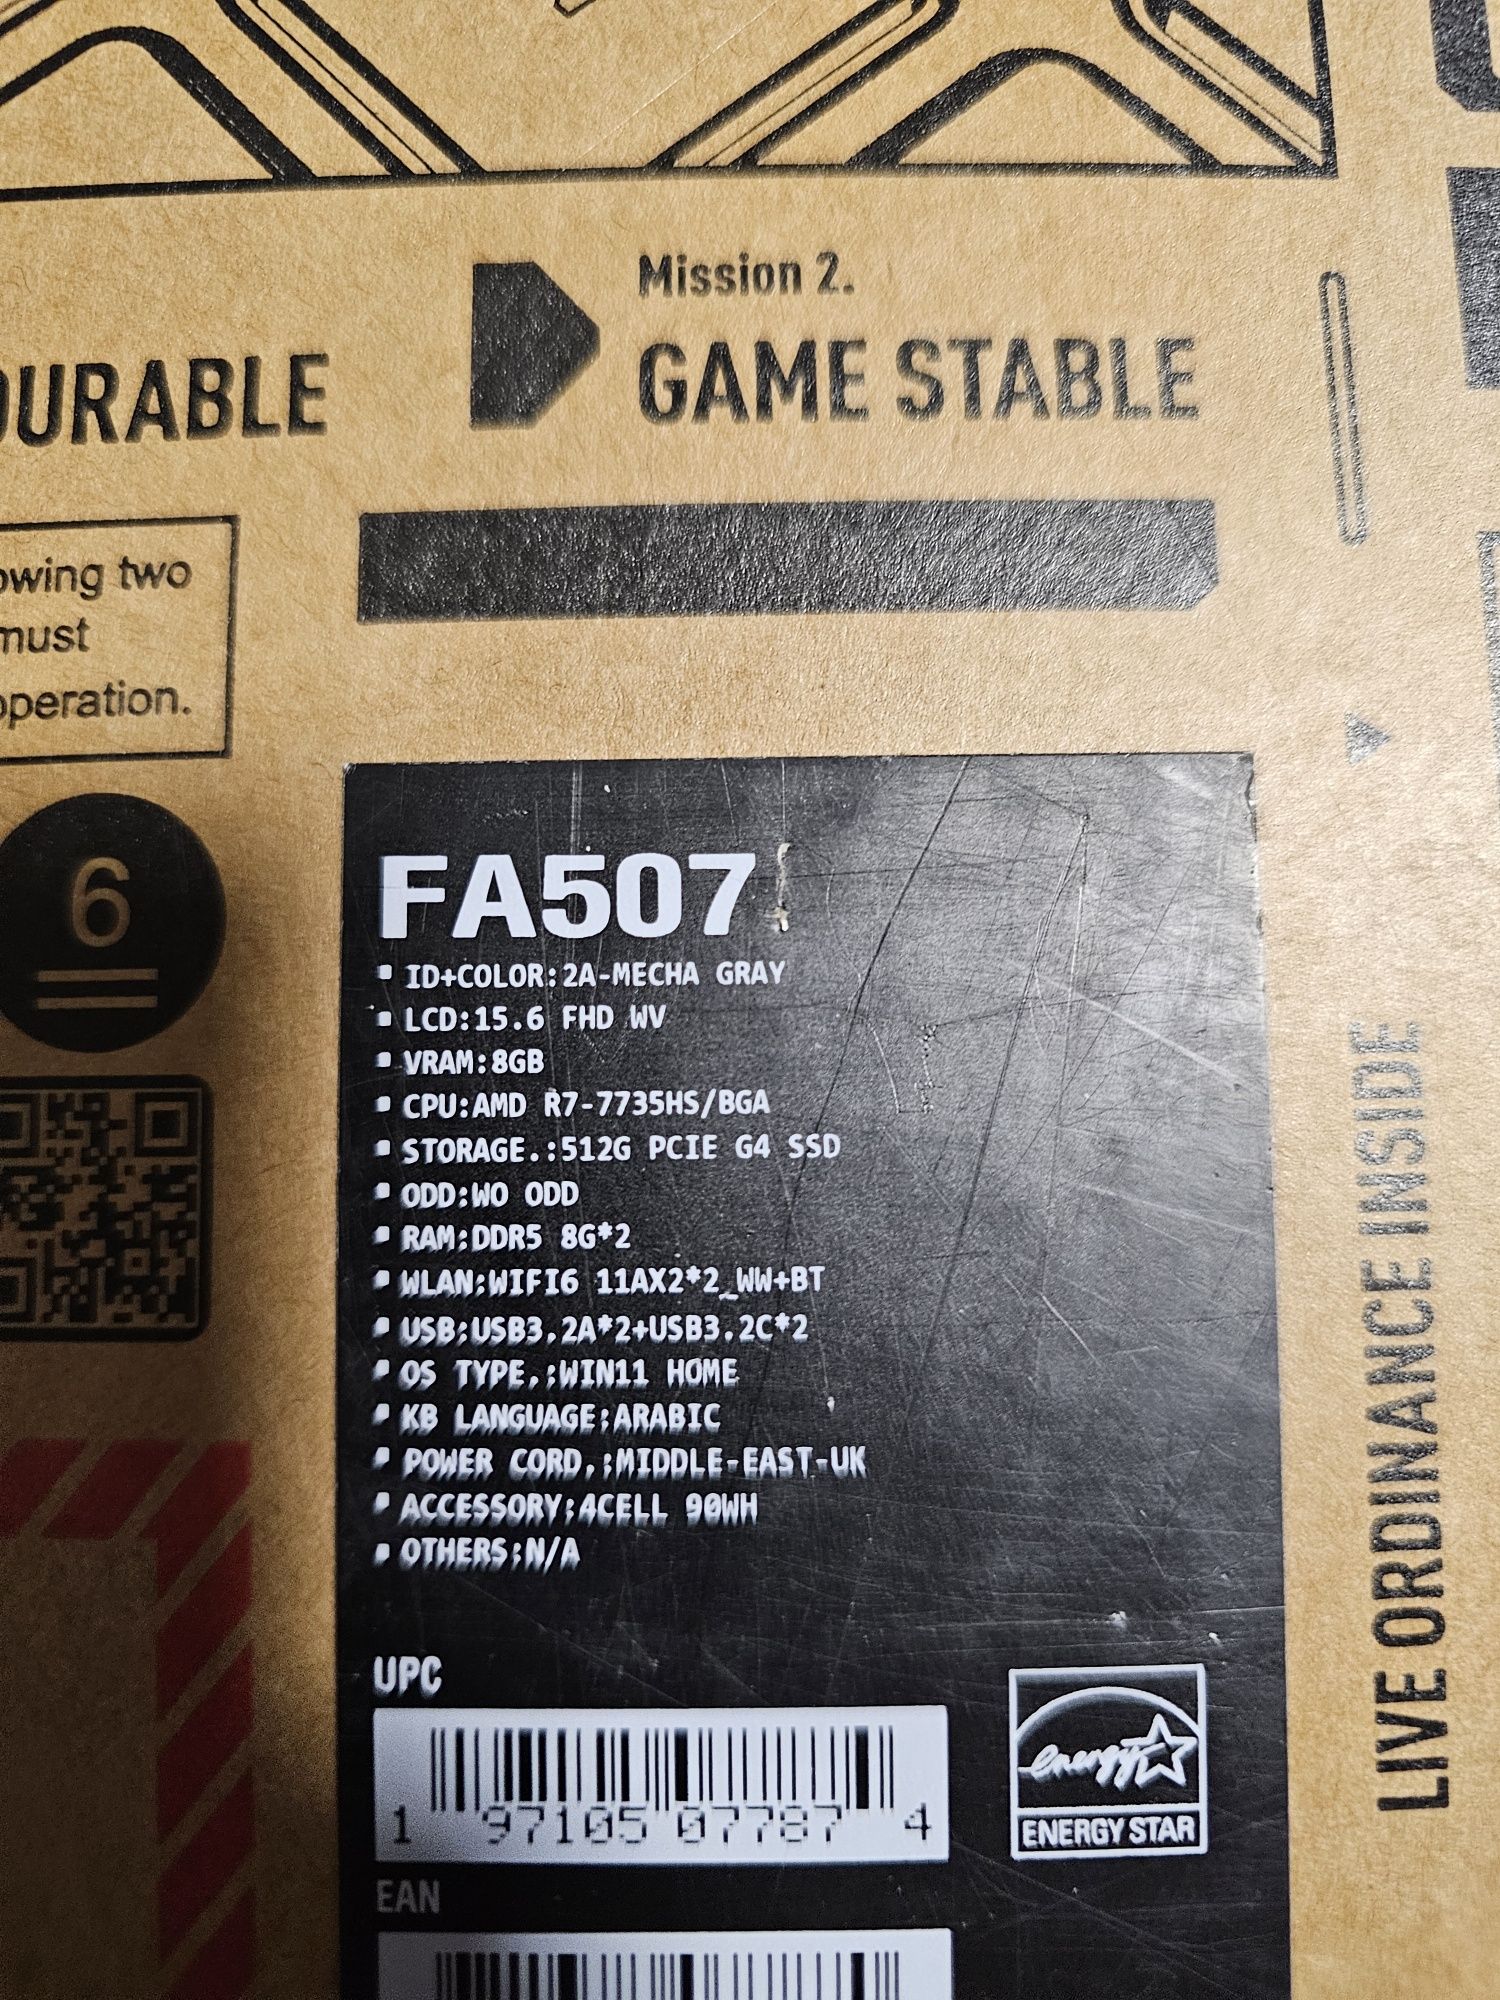 Mission 2.
GAME STABLE
DURABLE
owing two
must
operation.
6
FA507
▪ ID+COLOR:2A-MECHA GRAY
▪ LCD:15.6 FHD WV
▪ VRAM:8GB
▪ CPU:AMD R7-7735HS/BGA
▪ STORAGE.:512G PCIE G4 SSD
▪ ODD:WO ODD
▪ RAM:DDR5 8G*2
▪ WLAN:WIFI6 11AX2*2_WW+BT
▪ USB:USB3.2A*2+USB3.2C*2
▪ OS TYPE.:WIN11 HOME
▪ KB LANGUAGE:ARABIC
▪ POWER CORD.:MIDDLE-EAST-UK
▪ ACCESSORY:4CELL 90WH
▪ OTHERS:N/A
UPC
1 97105 07787 4
energy
ENERGY STAR
EAN
LIVE ORDINANCE INSIDE